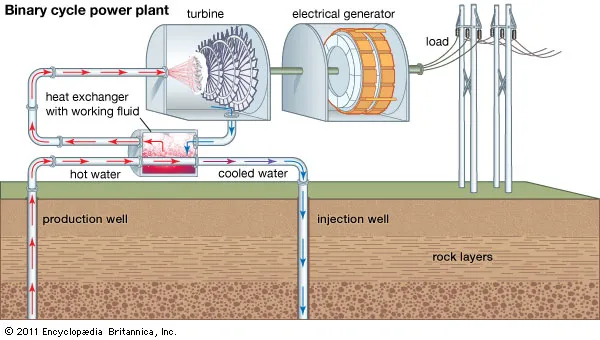 Binary cycle power plant
turbine
electrical generator
load
heat exchanger
with working fluid
hot water
cooled water
production well
injection well
rock layers
© 2011 Encyclopædia Britannica, Inc.